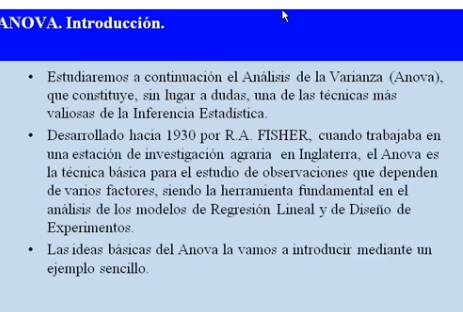 ANOVA. Introducción.
• Estudiaremos a continuación el Análisis de la Varianza (Anova),
que constituye, sin lugar a dudas, una de las técnicas más
valiosas de la Inferencia Estadística.
• Desarrollado hacia 1930 por R.A. FISHER, cuando trabajaba en
una estación de investigación agraria en Inglaterra, el Anova es
la técnica básica para el estudio de observaciones que dependen
de varios factores, siendo la herramienta fundamental en el
análisis de los modelos de Regresión Lineal y de Diseño de
Experimentos.
• Las ideas básicas del Anova la vamos a introducir mediante un
ejemplo sencillo.